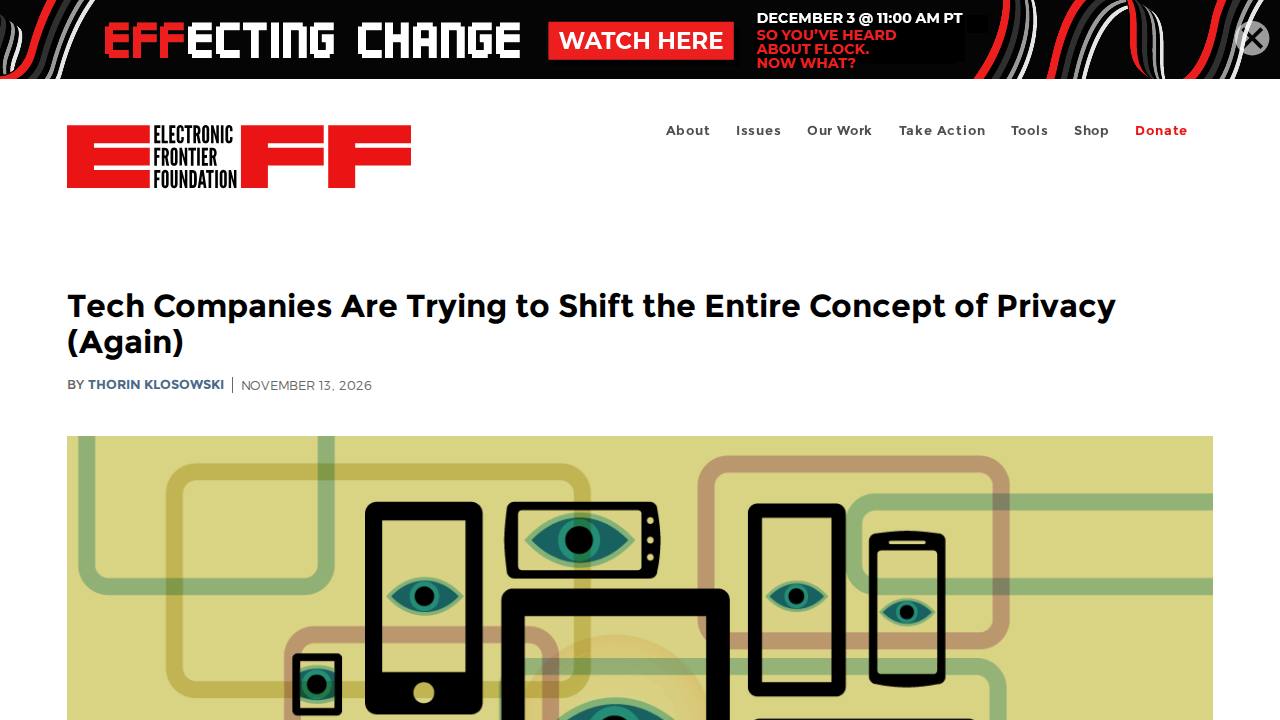 EFFECTING CHANGE
WATCH HERE
DECEMBER 3 @ 11:00 AM PT
SO YOU'VE HEARD
ABOUT FLOCK.
NOW WHAT?
ELECTRONIC
FRONTIER
FOUNDATION
EFF
About Issues Our Work Take Action Tools Shop Donate
Tech Companies Are Trying to Shift the Entire Concept of Privacy
(Again)
BY THORIN KLOSOWSKI | NOVEMBER 13, 2026